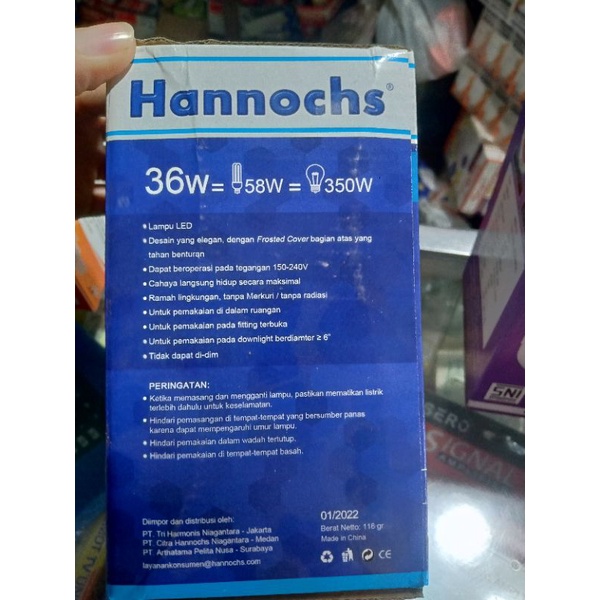 Hannochs®
36W = 58W = 350W
Lampu LED
Desain yang elegan, dengan Frosted Cover bagian atas yang
tahan benturan
Dapat beroperasi pada tegangan 150-240V
Cahaya langsung hidup secara maksimal
Ramah lingkungan, tanpa Merkuri / tanpa radiasi
Untuk pemakaian di dalam ruangan
Untuk pemakaian pada fitting terbuka
Untuk pemakaian pada downlight berdiamter ≥ 6"
Tidak dapat di-dim
PERINGATAN:
Ketika memasang dan mengganti lampu, pastikan mematikan listrik
terlebih dahulu untuk keselamatan.
Hindari pemasangan di tempat-tempat yang bersumber panas
karena dapat mempengaruhi umur lampu.
Hindari pemakaian dalam wadah tertutup.
Hindari pemakaian di tempat-tempat basah.
Dimpor dan distribusi oleh:
PT. Tri Harmonis Niagantara - Jakarta
PT. Citra Hannochs Niagantara - Medan
PT. Arthatama Pelita Nusa - Surabaya
layanankonsumen@hannochs.com
01/2022
Berat Netto: 116 gr
Made in China
CE
SNI
SIGNAL